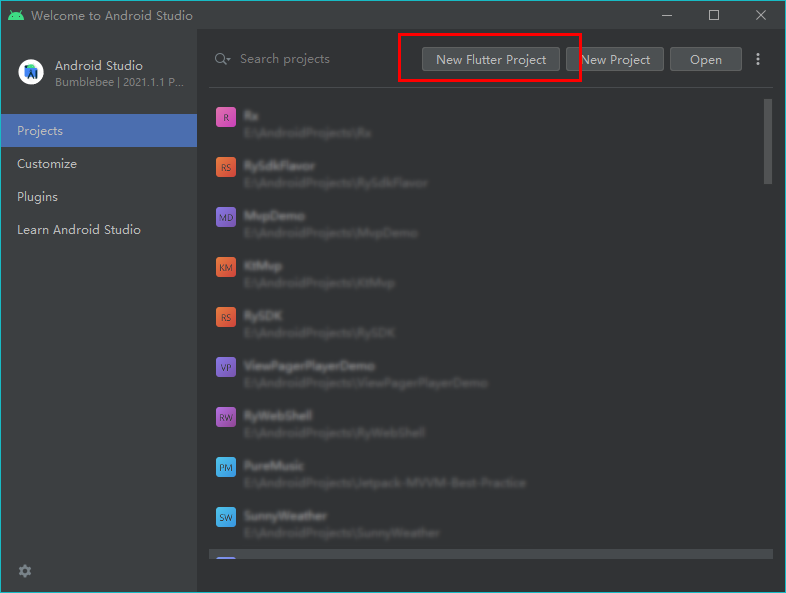 Welcome to Android Studio
Android Studio
Bumblebee | 2021.1.1 P...
Search projects
New Flutter Project
New Project
Open
Projects
Customize
Plugins
Learn Android Studio
R
Rx
E:\AndroidProjects\Rx
RS
RySdkFlavor
E:\AndroidProjects\RySdkFlavor
MD
MvpDemo
E:\AndroidProjects\MvpDemo
KM
KtMvp
E:\AndroidProjects\KtMvp
RS
RySDK
E:\AndroidProjects\RySDK
VP
ViewPagerPlayerDemo
E:\AndroidProjects\ViewPagerPlayerDemo
RW
RyWebShell
E:\AndroidProjects\RyWebShell
PM
PureMusic
E:\AndroidProjects\Jetpack-MVVM-Best-Practice
SW
SunnyWeather
E:\AndroidProjects\SunnyWeather